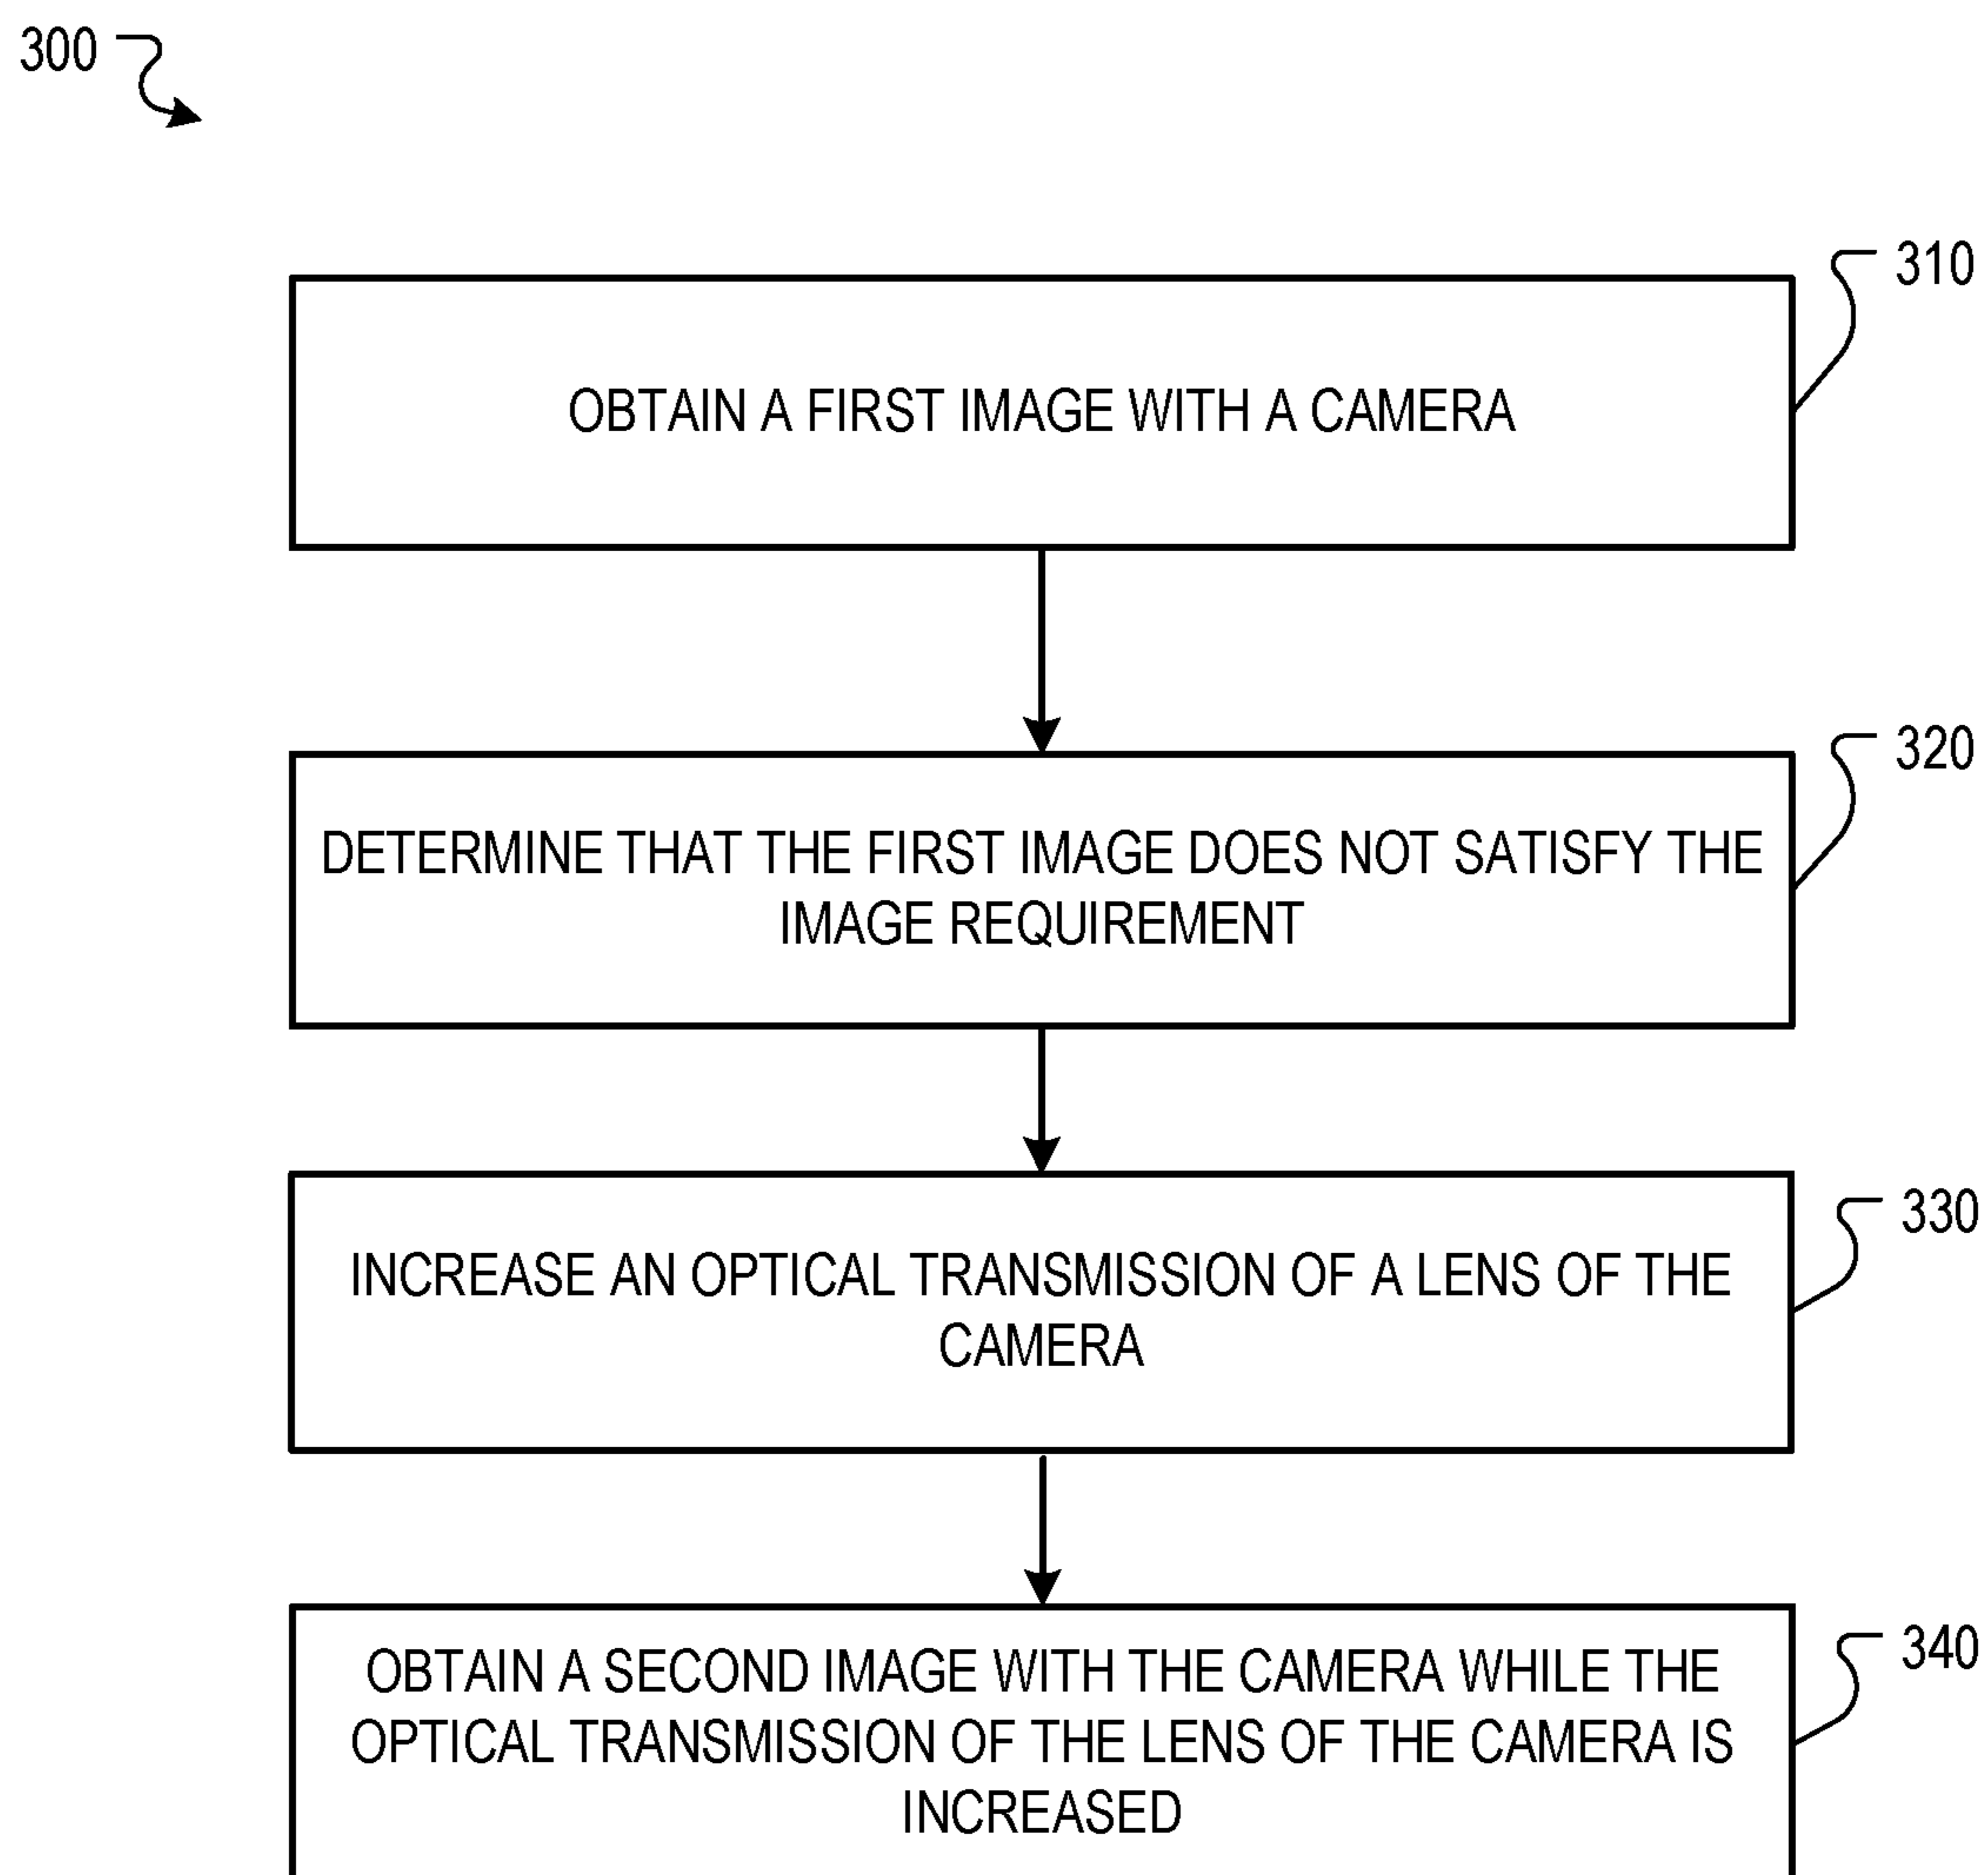 300
310
OBTAIN A FIRST IMAGE WITH A CAMERA
320
DETERMINE THAT THE FIRST IMAGE DOES NOT SATISFY THE
IMAGE REQUIREMENT
330
INCREASE AN OPTICAL TRANSMISSION OF A LENS OF THE
CAMERA
340
OBTAIN A SECOND IMAGE WITH THE CAMERA WHILE THE
OPTICAL TRANSMISSION OF THE LENS OF THE CAMERA IS
INCREASED